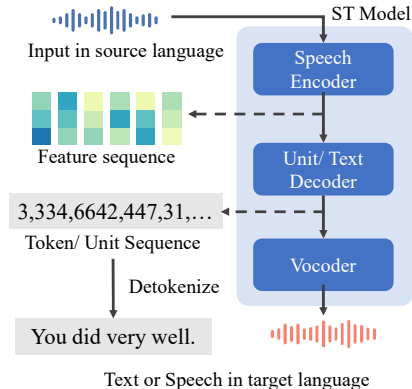 ST Model
Input in source language
Speech
Encoder
Feature sequence
Unit/ Text
Decoder
3,334,6642,447,31,...
Token/ Unit Sequence
Vocoder
Detokenize
You did very well.
Text or Speech in target language